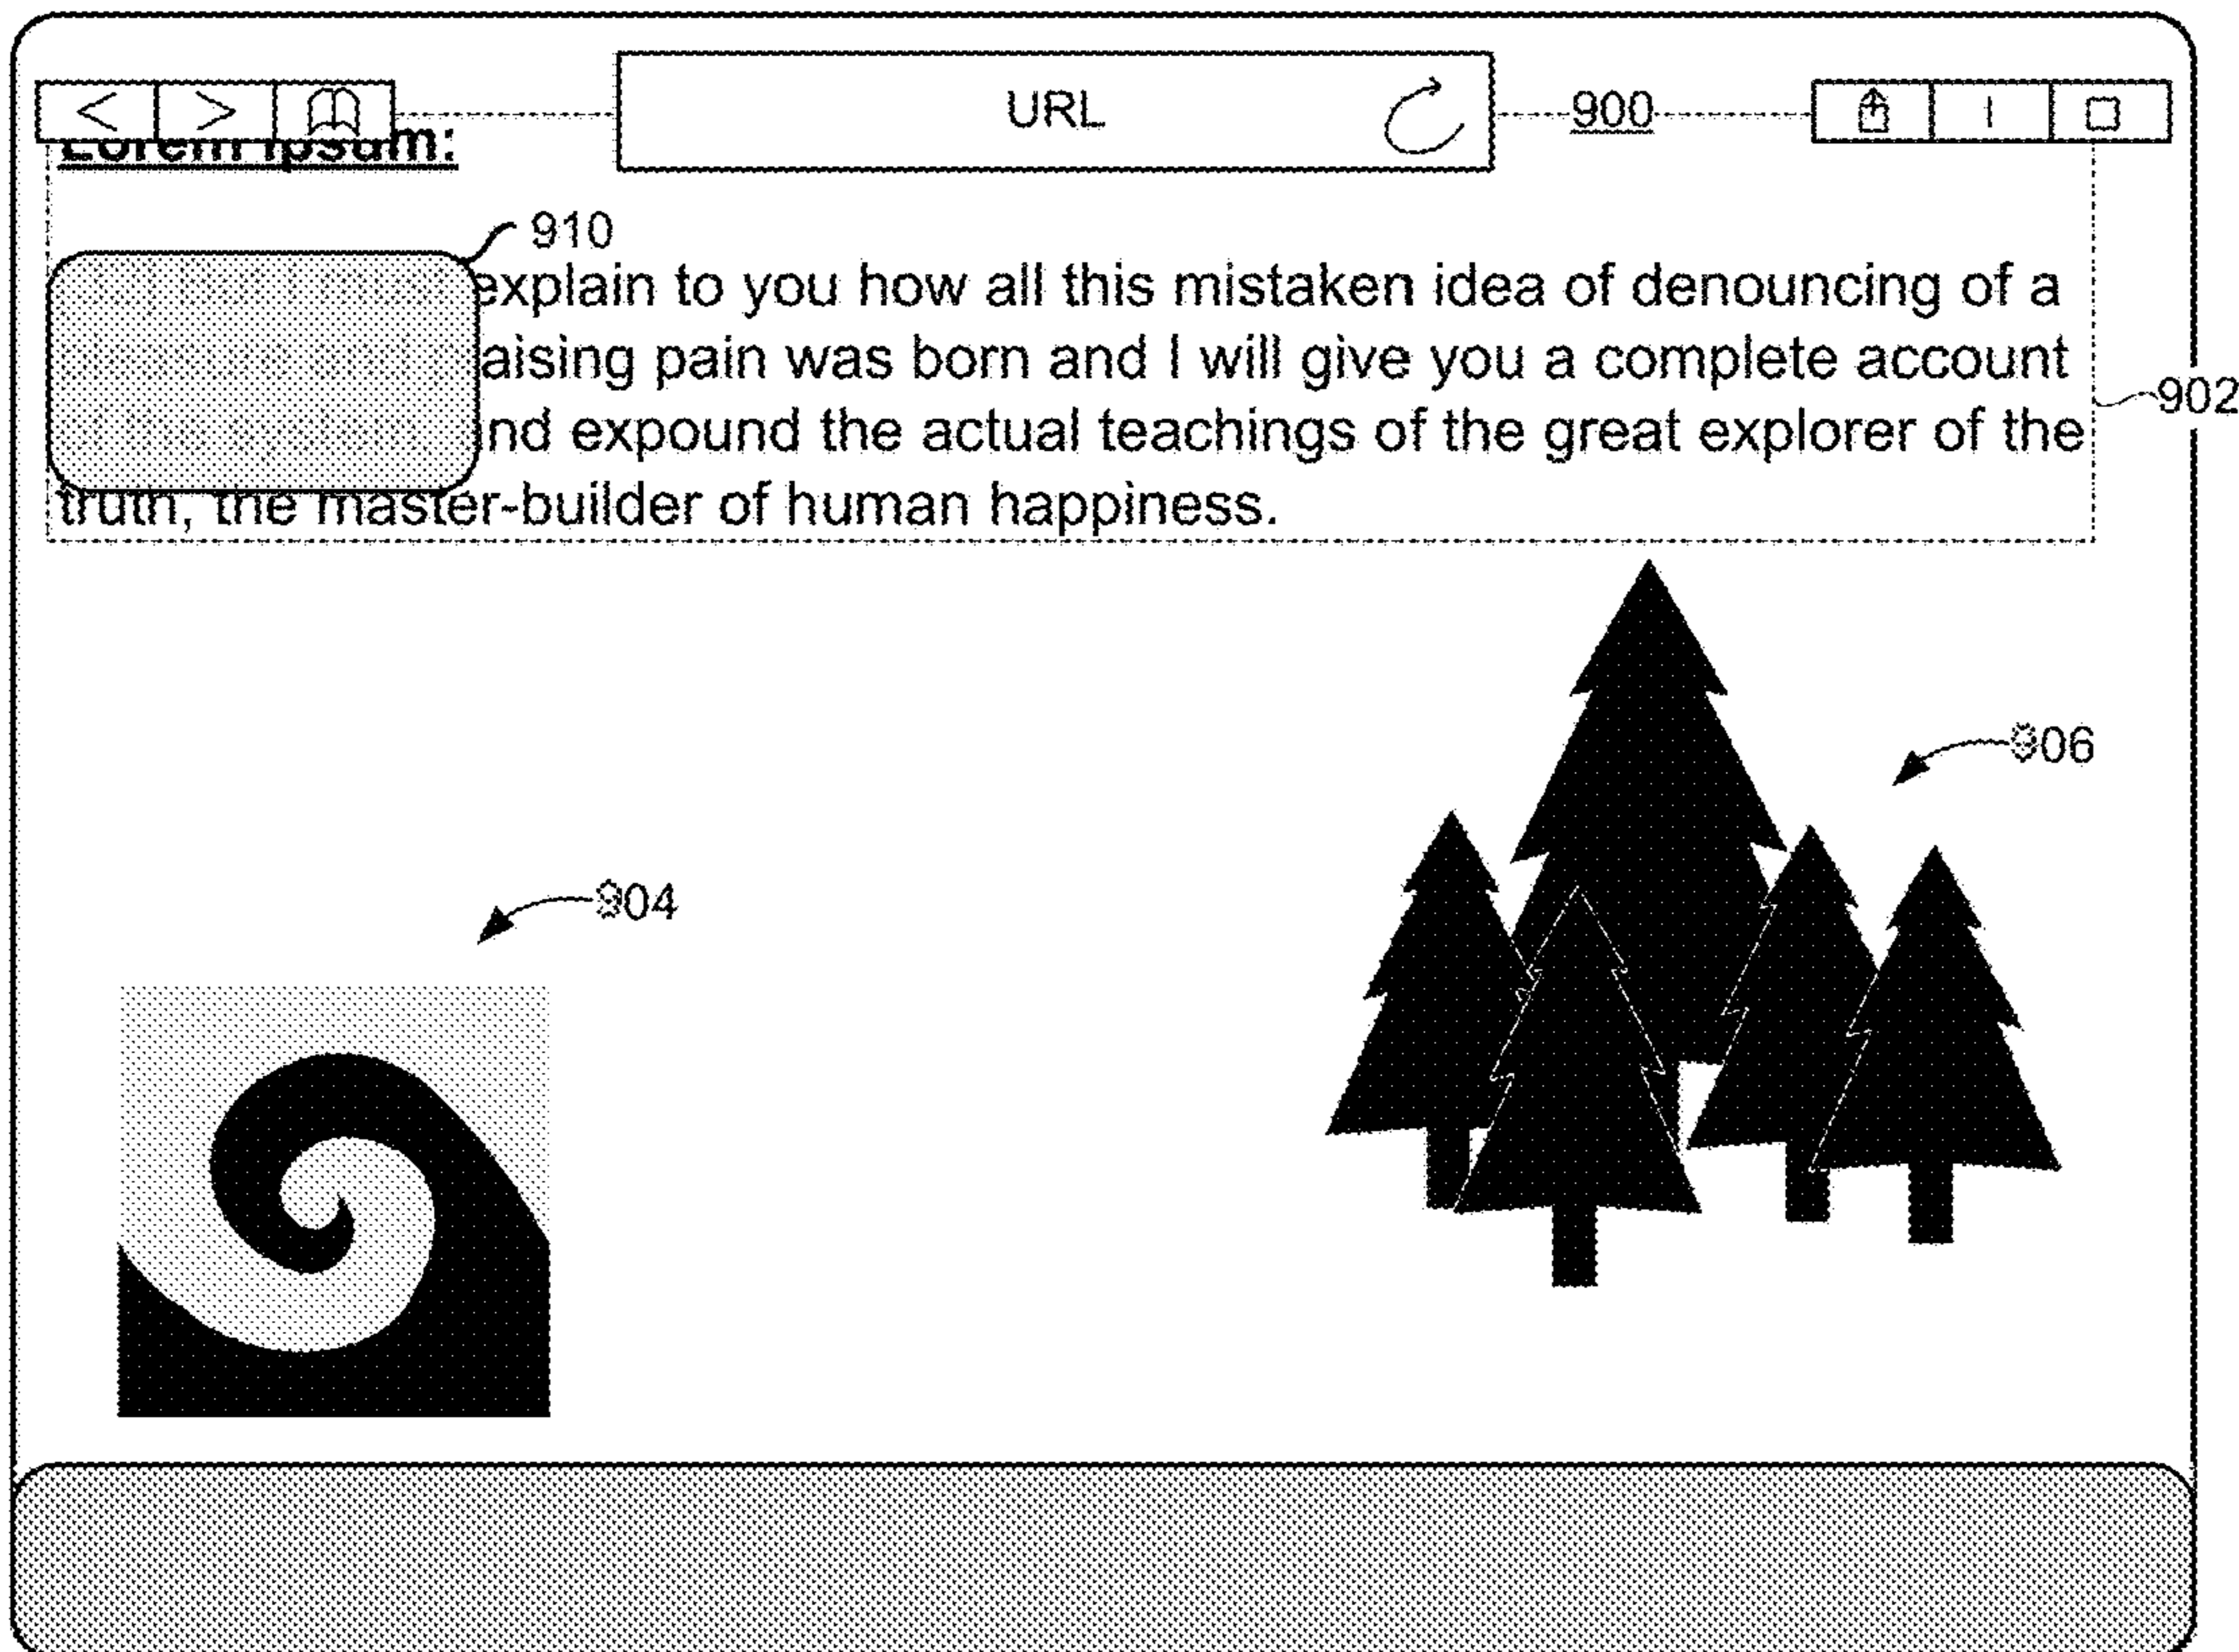 URL
900
Lorem Ipsum:
910
explain to you how all this mistaken idea of denouncing of a
aising pain was born and I will give you a complete account
902
nd expound the actual teachings of the great explorer of the
truth, the master-builder of human happiness.
906
904